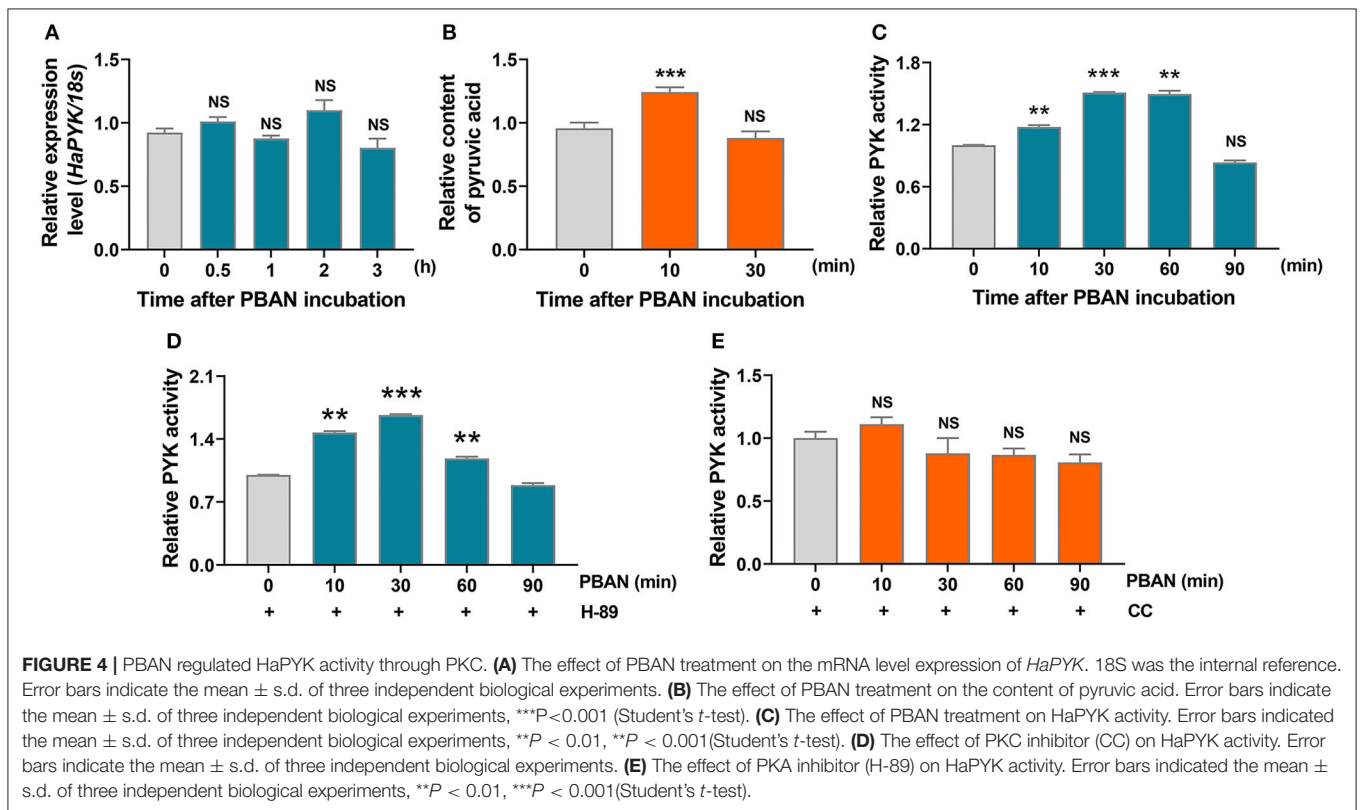 A
Relative expression
level (HaPYK/18s)
1.5
1.0
0.5
0.0
NS
NS
NS
NS
0 0.5 1 2 3 (h)
Time after PBAN incubation
B
Relative content
of pyruvic acid
1.5
1.0
0.5
0.0
***
0 10 30 (min)
Time after PBAN incubation
C
Relative PYK activity
1.8
1.2
0.6
0.0
**
***
**
NS
0 10 30 60 90 (min)
Time after PBAN incubation
D
Relative PYK activity
2.1
1.4
0.7
0.0
**
***
**
0 10 30 60 90 PBAN (min)
+ + + + + H-89
E
Relative PYK activity
1.5
1.0
0.5
0.0
NS
NS
NS
NS
0 10 30 60 90 PBAN (min)
+ + + + + CC
FIGURE 4 | PBAN regulated HaPYK activity through PKC. (A) The effect of PBAN treatment on the mRNA level expression of HaPYK. 18S was the internal reference.
Error bars indicate the mean ± s.d. of three independent biological experiments. (B) The effect of PBAN treatment on the content of pyruvic acid. Error bars indicate
the mean ± s.d. of three independent biological experiments, ***P<0.001 (Student's t-test). (C) The effect of PBAN treatment on HaPYK activity. Error bars indicated
the mean ± s.d. of three independent biological experiments, **P < 0.01, **P < 0.001(Student's t-test). (D) The effect of PKC inhibitor (CC) on HaPYK activity. Error
bars indicate the mean ± s.d. of three independent biological experiments. (E) The effect of PKA inhibitor (H-89) on HaPYK activity. Error bars indicated the mean ±
s.d. of three independent biological experiments, **P < 0.01, ***P < 0.001(Student's t-test).